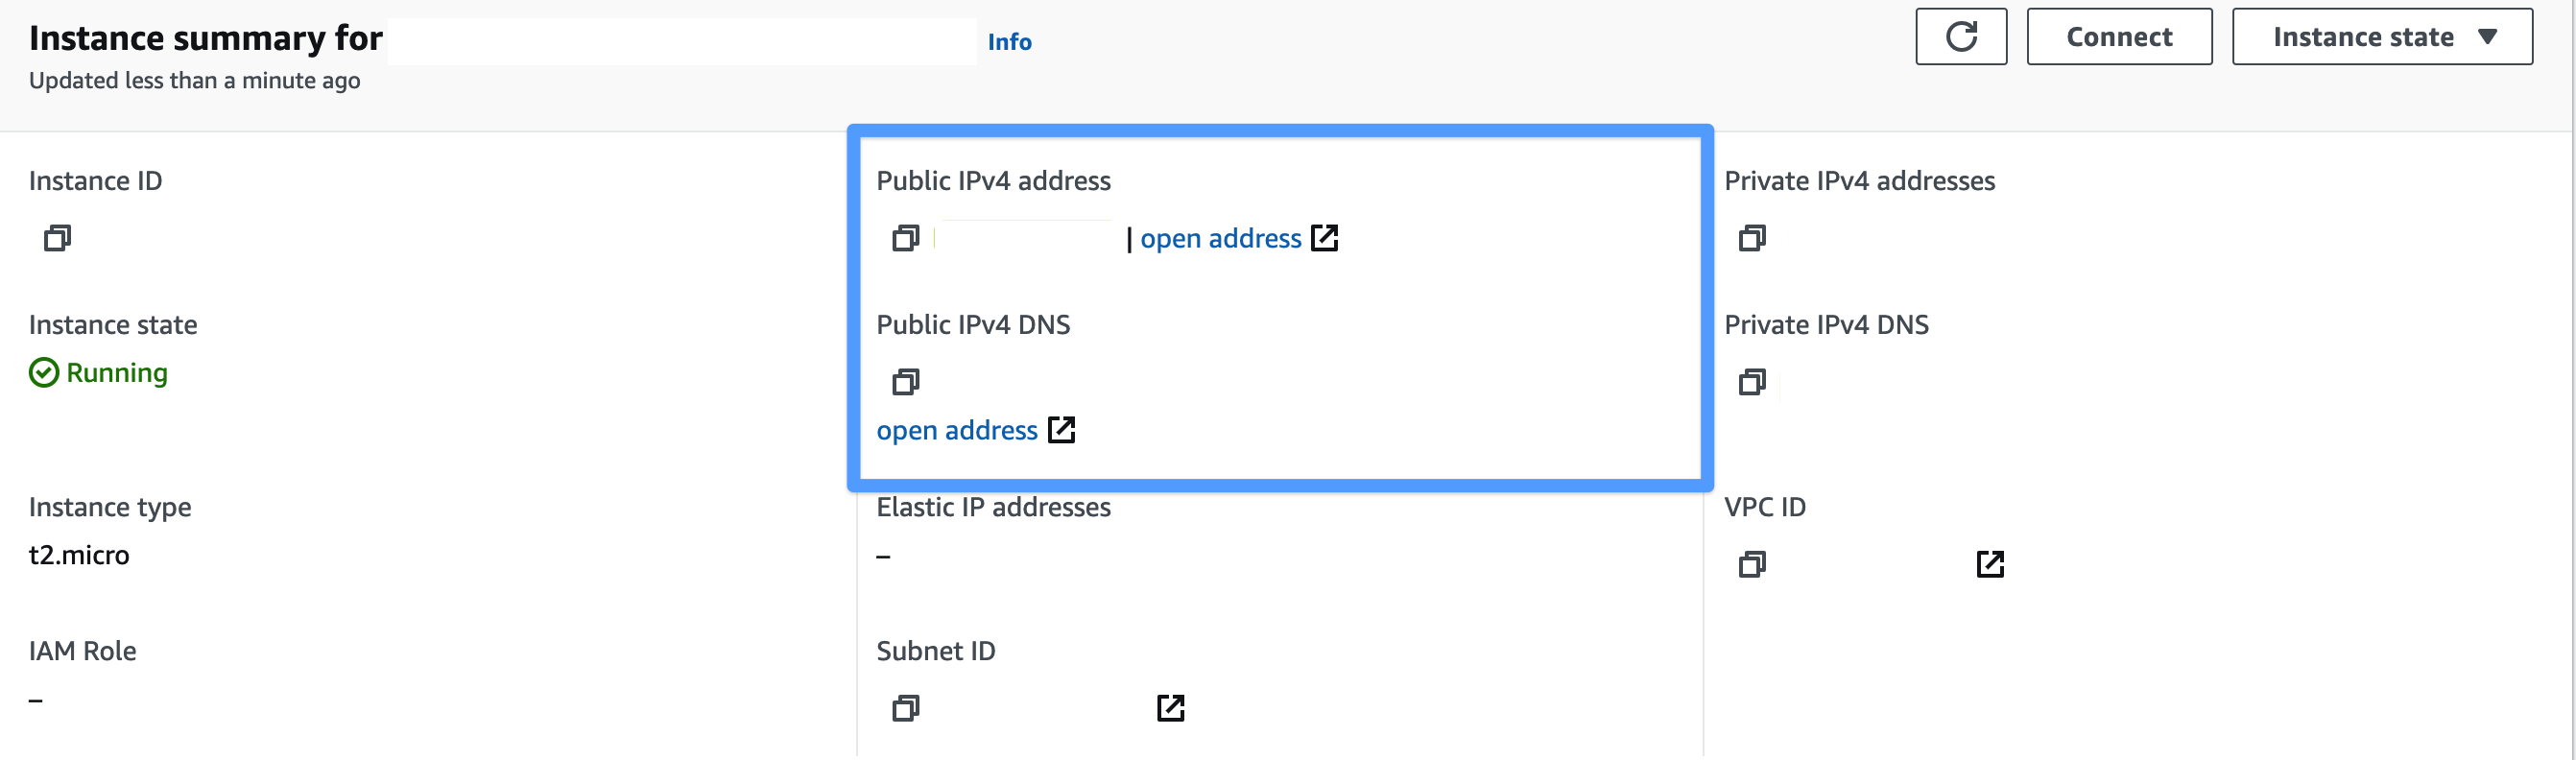 Instance summary for
Info
Connect
Instance state
Updated less than a minute ago
Instance ID
Public IPv4 address
| open address
Private IPv4 addresses
Instance state
Running
Public IPv4 DNS
open address
Private IPv4 DNS
Instance type
t2.micro
Elastic IP addresses
–
VPC ID
IAM Role
–
Subnet ID